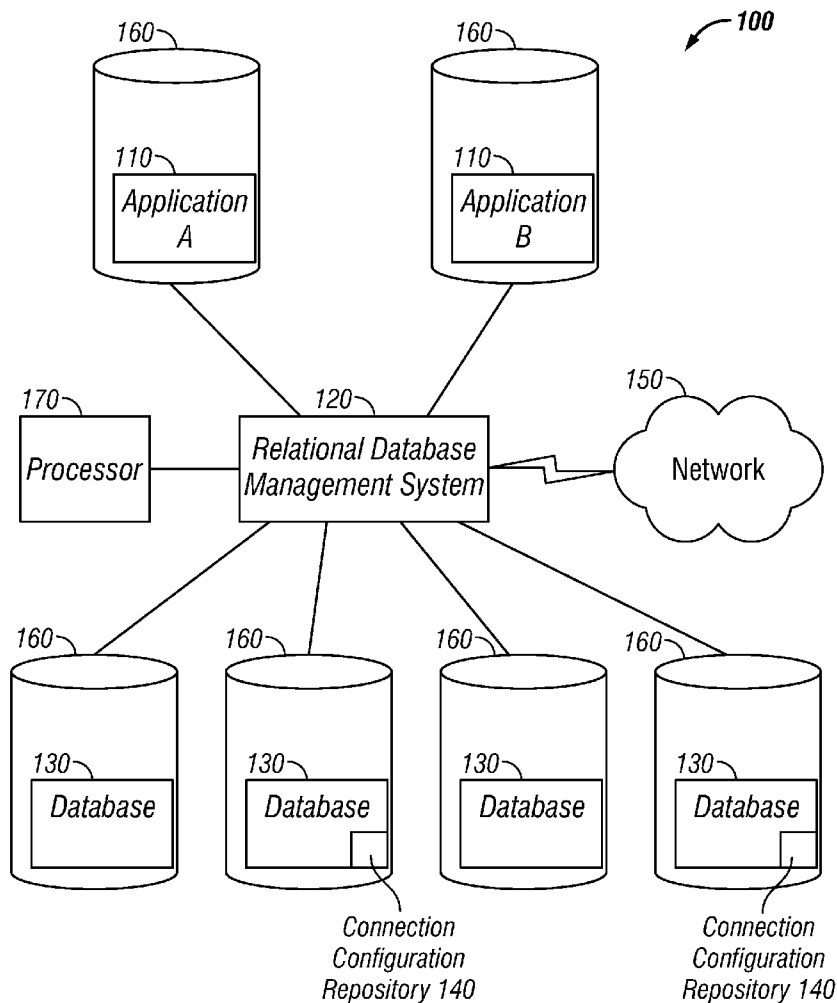 100
160
160
110
110
Application
A
Application
B
170
120
150
Processor
Relational Database
Management System
Network
160
160
160
160
130
130
130
130
Database
Database
Database
Database
Connection
Configuration
Repository 140
Connection
Configuration
Repository 140